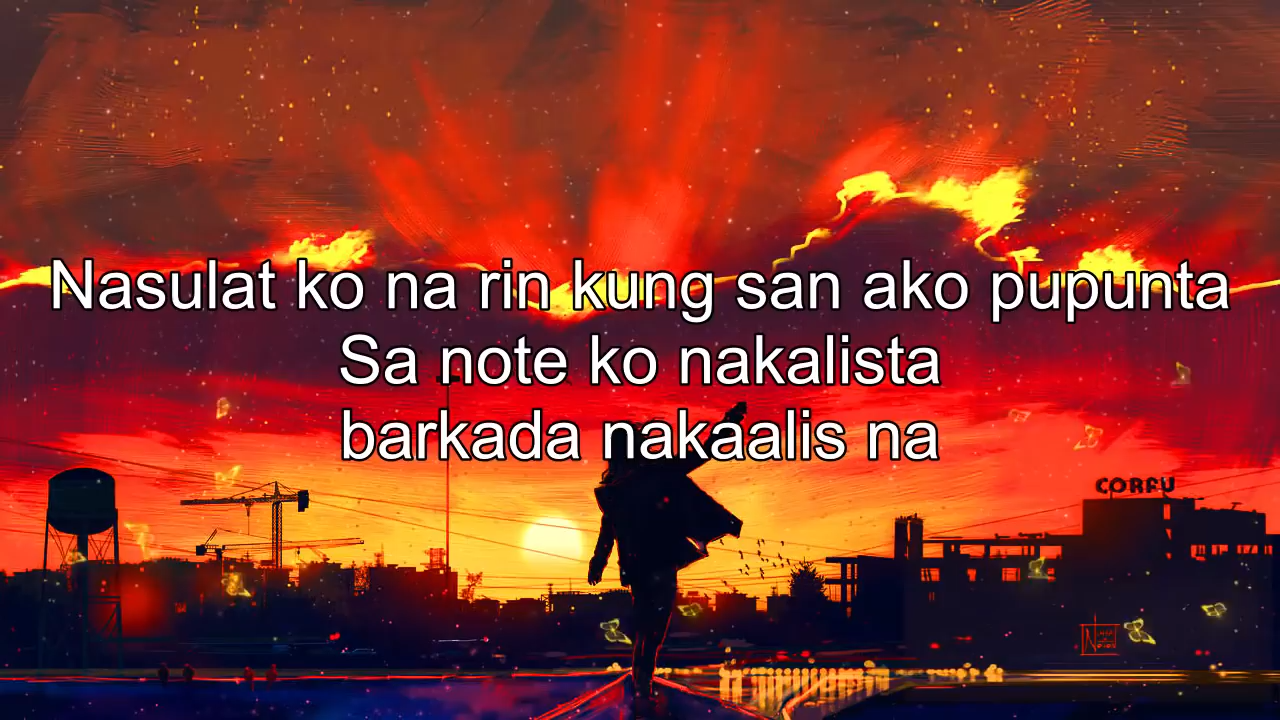 Nasulat ko na rin kung san ako pupunta
Sa note ko nakalista
barkada nakaalis na
CORFU